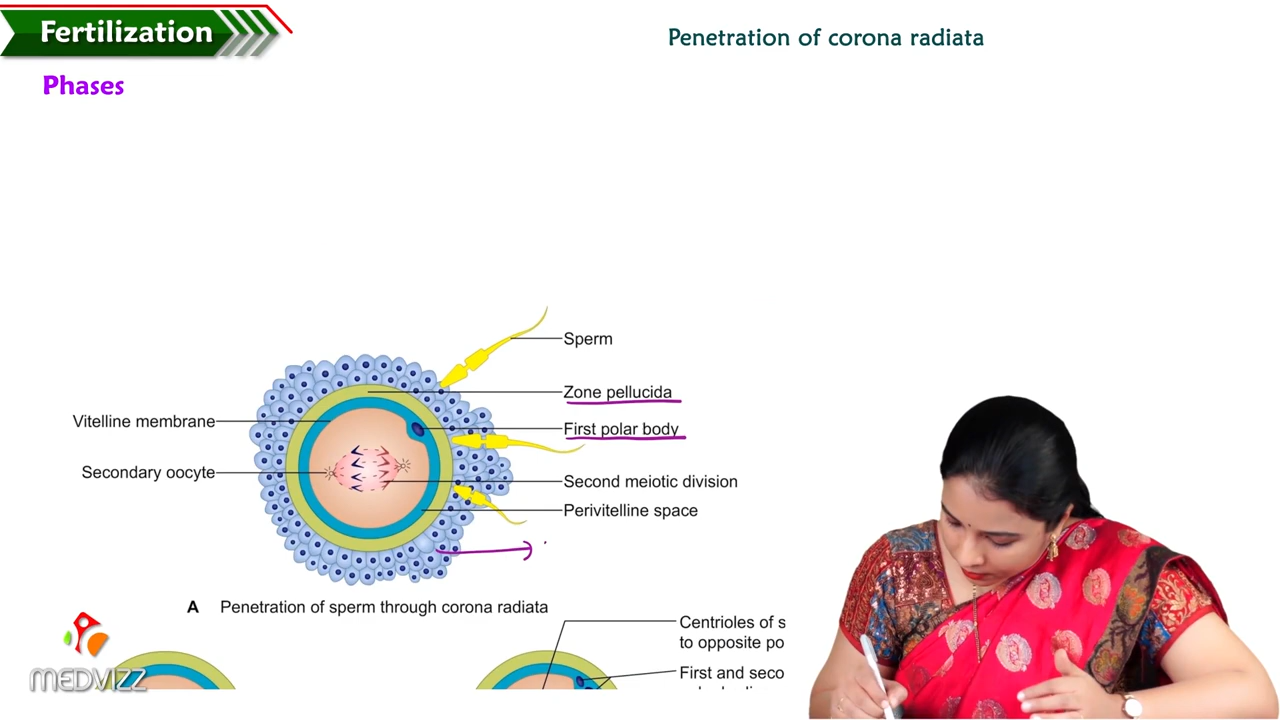 Fertilization
Penetration of corona radiata
Phases
Sperm
Zone pellucida
Vitelline membrane
First polar body
Secondary oocyte
Second meiotic division
Perivitelline space
A Penetration of sperm through corona radiata
Centrioles of s
to opposite po
First and seco
MEDVIZZ